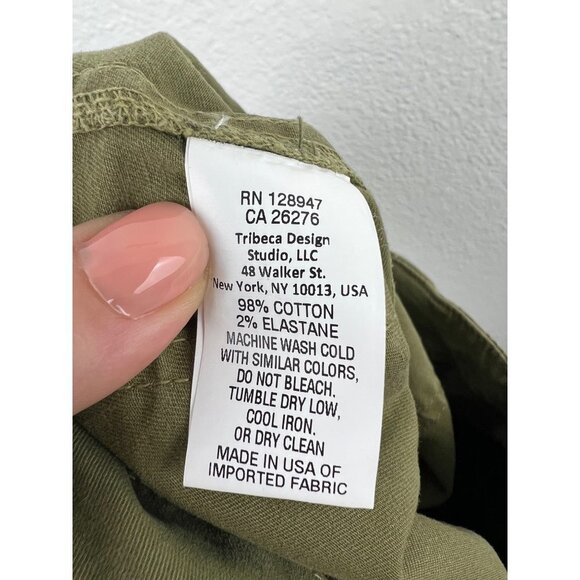 RN 128947
CA 26276
Tribeca Design
Studio, LLC
48 Walker St.
New York, NY 10013, USA
98% COTTON
2% ELASTANE
MACHINE WASH COLD
WITH SIMILAR COLORS,
DO NOT BLEACH.
TUMBLE DRY LOW,
COOL IRON.
OR DRY CLEAN
MADE IN USA OF
IMPORTED FABRIC